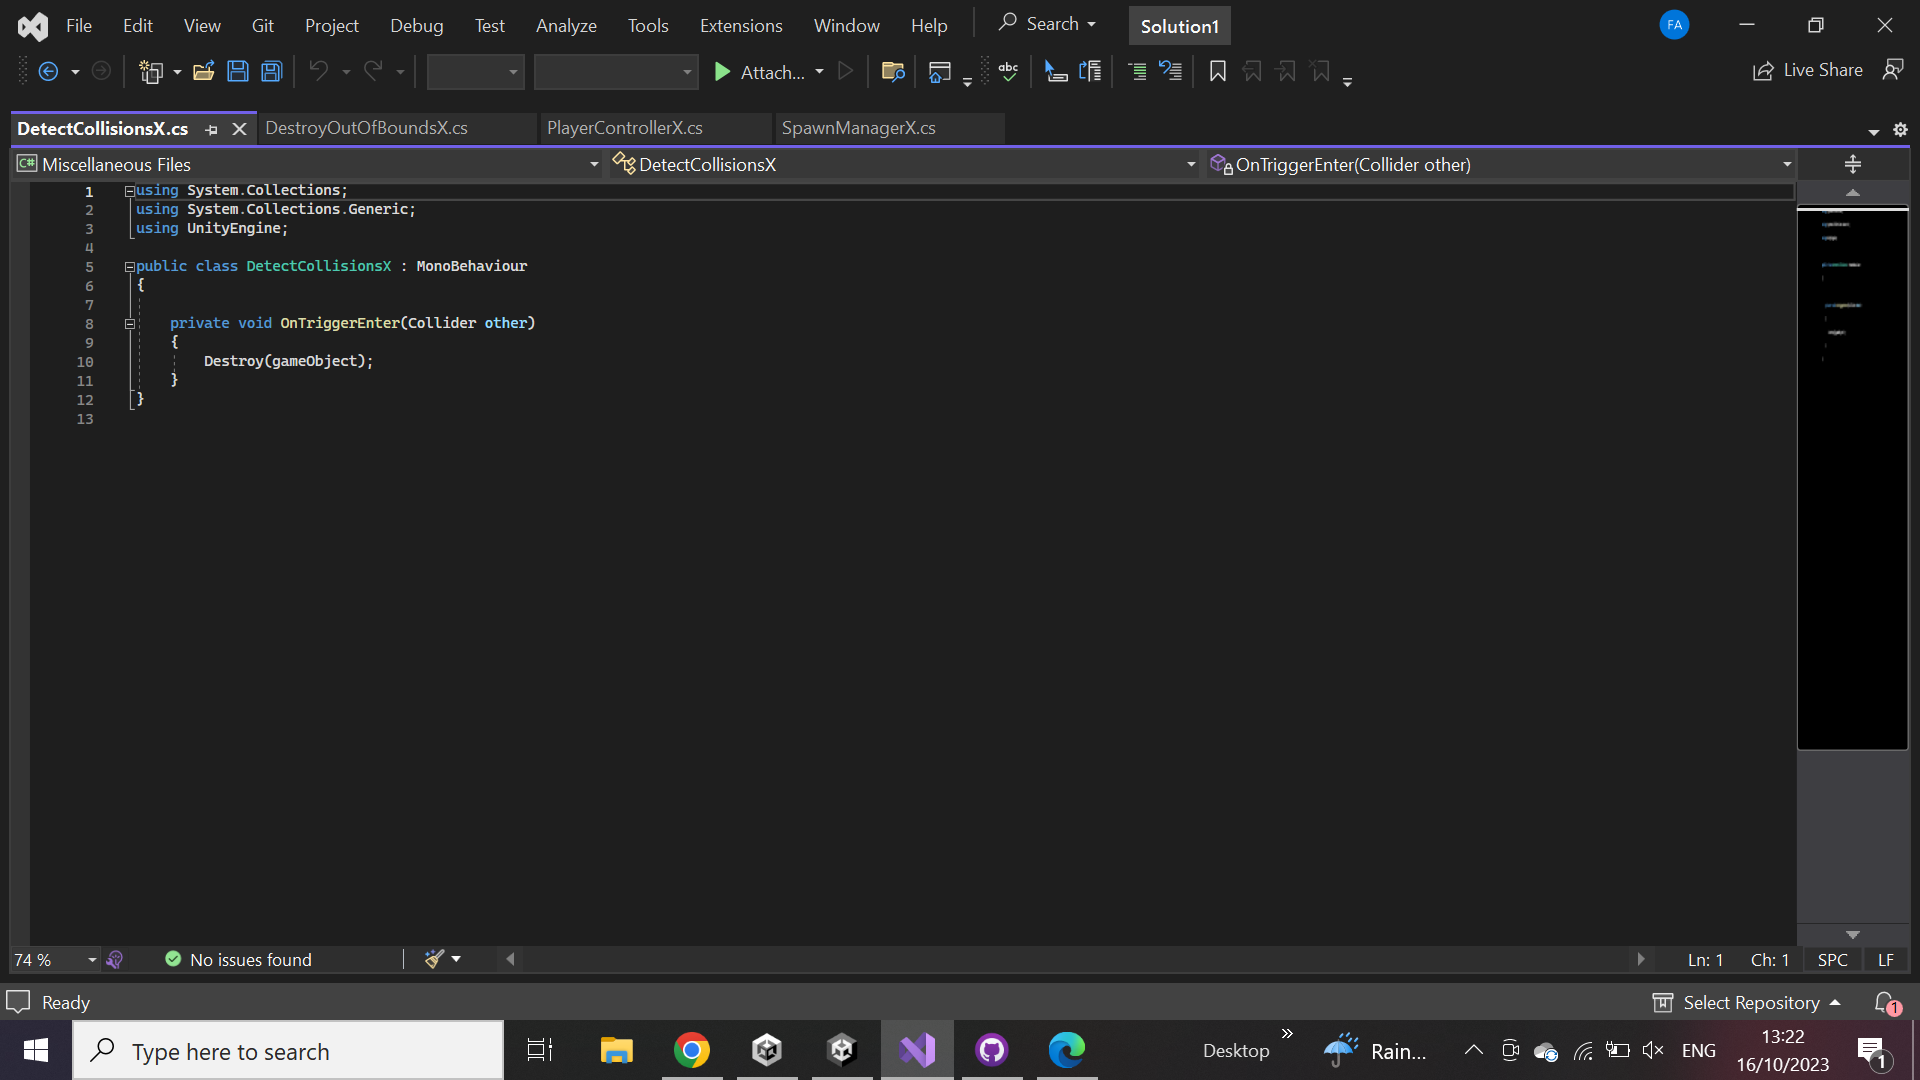 File Edit View Git Project Debug Test Analyze Tools Extensions Window Help Search Solution1 FA
Attach... abc Live Share
DetectCollisionsX.cs DestroyOutOfBoundsX.cs PlayerControllerX.cs SpawnManagerX.cs
C# Miscellaneous Files DetectCollisionsX OnTriggerEnter(Collider other)
1 using System.Collections;
2 using System.Collections.Generic;
3 using UnityEngine;
4
5 public class DetectCollisionsX : MonoBehaviour
6 {
7
8 private void OnTriggerEnter(Collider other)
9 {
10 Destroy(gameObject);
11 }
12 }
13
74 % No issues found Ln: 1 Ch: 1 SPC LF
Ready Select Repository 1
Type here to search Desktop Rain... ENG 13:22
16/10/2023 1